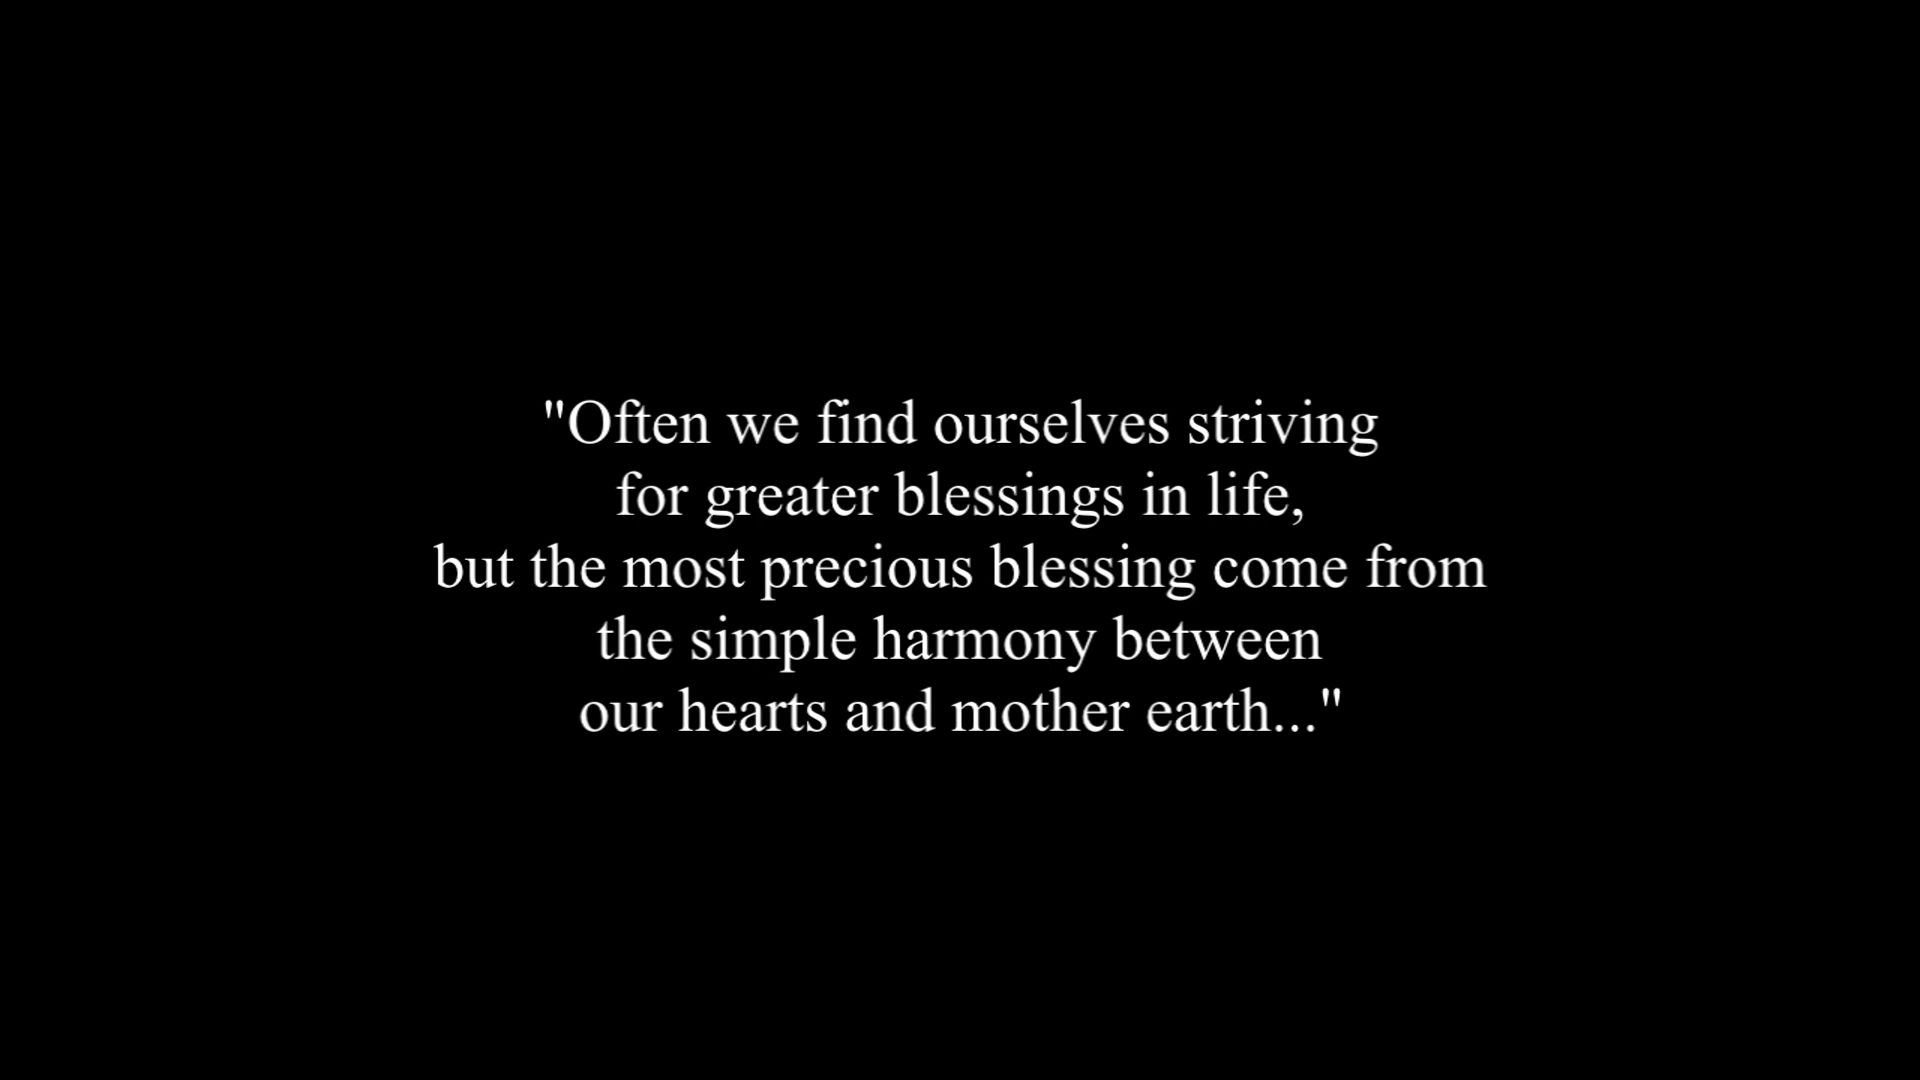 "Often we find ourselves striving
for greater blessings in life,
but the most precious blessing come from
the simple harmony between
our hearts and mother earth..."